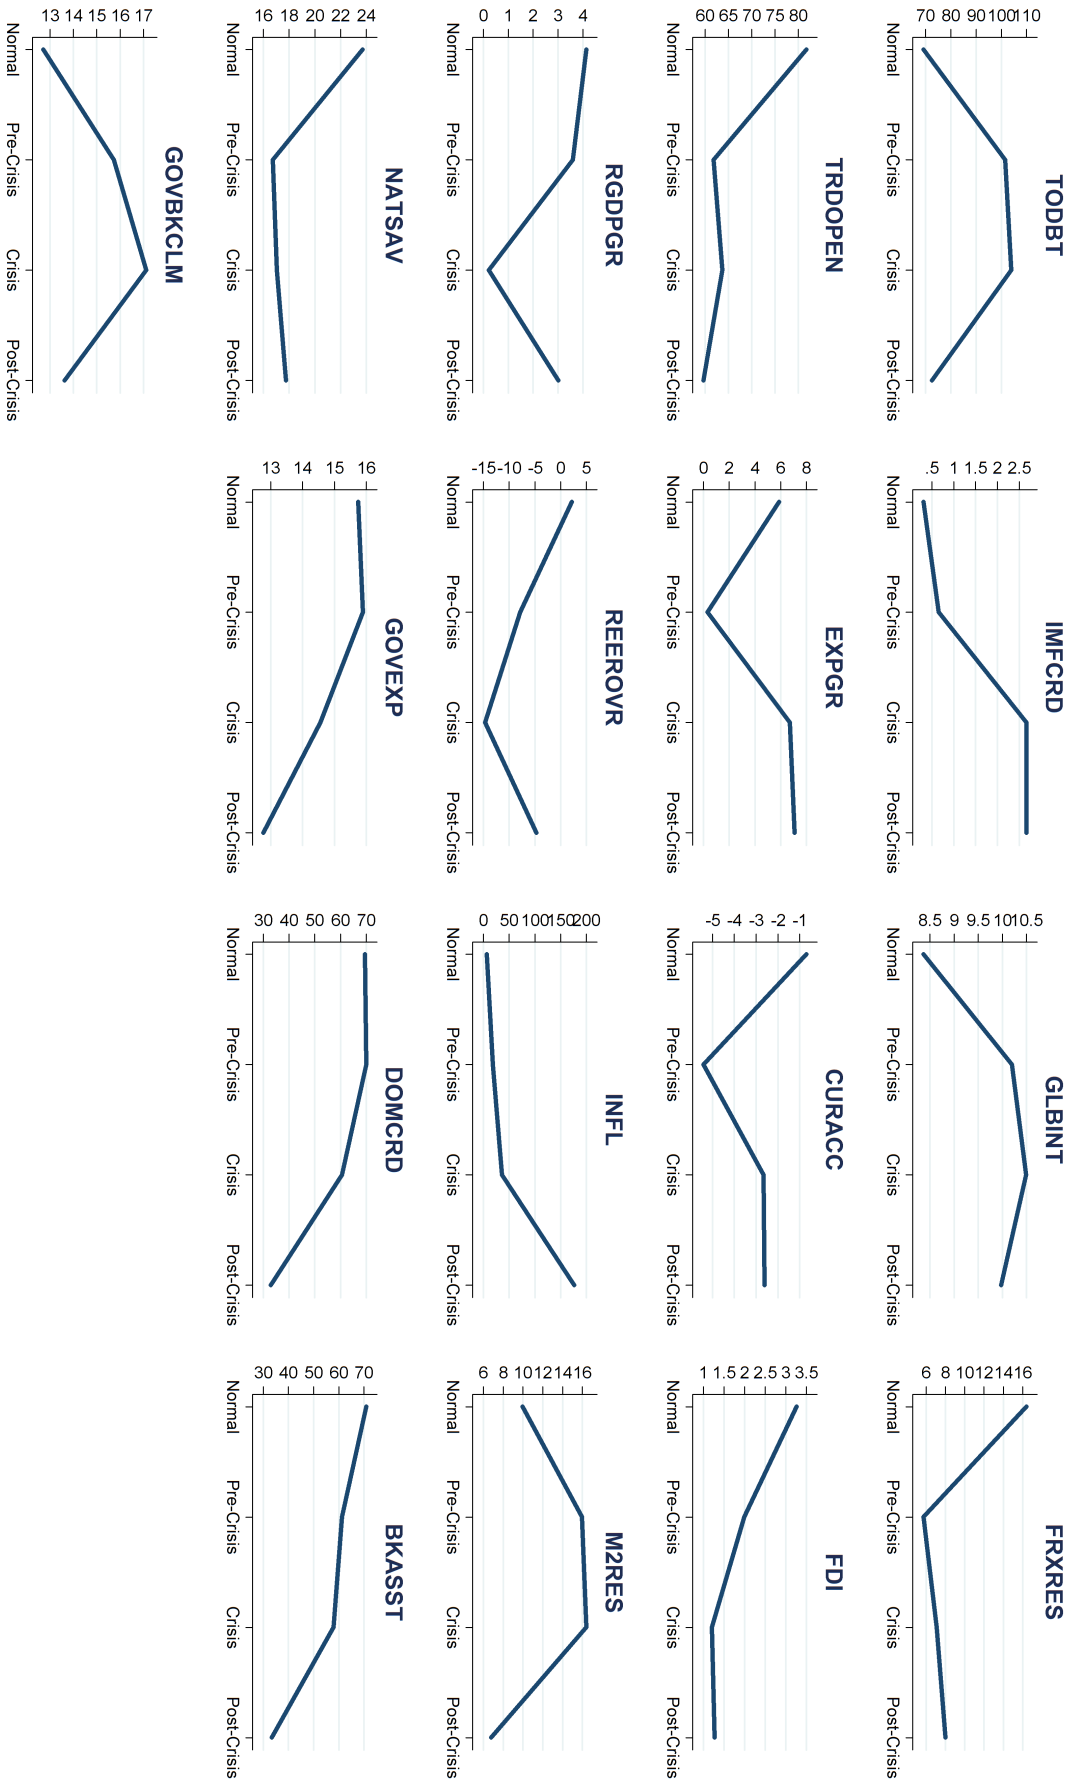 TODBT
70 80 90 100 110
Normal Pre-Crisis Crisis Post-Crisis
IMFCRD
.5 1 1.5 2 2.5
Normal Pre-Crisis Crisis Post-Crisis
GLBINT
8.5 9 9.5 10 10.5
Normal Pre-Crisis Crisis Post-Crisis
FRXRES
6 8 10 12 14 16
Normal Pre-Crisis Crisis Post-Crisis
TRDOPEN
60 65 70 75 80
Normal Pre-Crisis Crisis Post-Crisis
EXPGR
0 2 4 6 8
Normal Pre-Crisis Crisis Post-Crisis
CURACC
-5 -4 -3 -2 -1
Normal Pre-Crisis Crisis Post-Crisis
FDI
1 1.5 2 2.5 3 3.5
Normal Pre-Crisis Crisis Post-Crisis
RGDPGR
0 1 2 3 4
Normal Pre-Crisis Crisis Post-Crisis
REEROVR
-15 -10 -5 0 5
Normal Pre-Crisis Crisis Post-Crisis
INFL
0 50 100 150 200
Normal Pre-Crisis Crisis Post-Crisis
M2RES
6 8 10 12 14 16
Normal Pre-Crisis Crisis Post-Crisis
NATSAV
16 18 20 22 24
Normal Pre-Crisis Crisis Post-Crisis
GOVEXP
13 14 15 16
Normal Pre-Crisis Crisis Post-Crisis
DOMCRD
30 40 50 60 70
Normal Pre-Crisis Crisis Post-Crisis
BKASST
30 40 50 60 70
Normal Pre-Crisis Crisis Post-Crisis
GOVBKCLM
13 14 15 16 17
Normal Pre-Crisis Crisis Post-Crisis